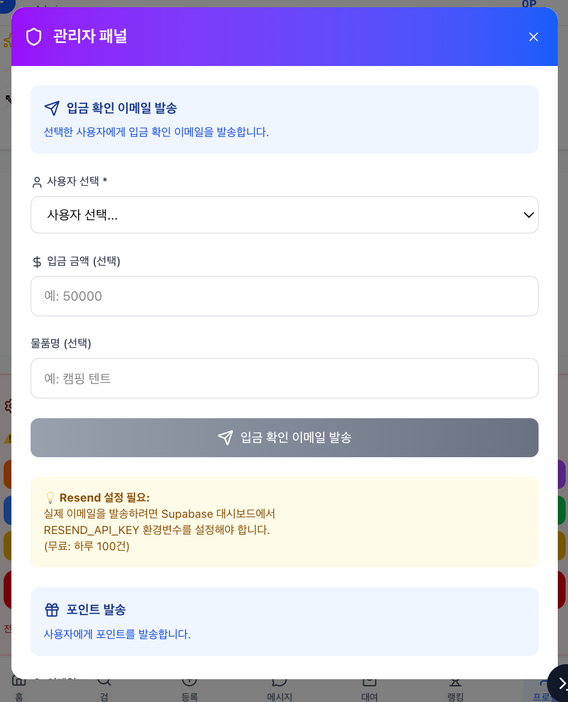 OP
관리자 패널
입금 확인 이메일 발송
선택한 사용자에게 입금 확인 이메일을 발송합니다.
사용자 선택 *
사용자 선택...
입금 금액 (선택)
예: 50000
물품명 (선택)
예: 캠핑 텐트
입금 확인 이메일 발송
Resend 설정 필요:
실제 이메일을 발송하려면 Supabase 대시보드에서
RESEND_API_KEY 환경변수를 설정해야 합니다.
(무료: 하루 100건)
포인트 발송
사용자에게 포인트를 발송합니다.
홈 검 등록 메시지 대여 랭킹 프로